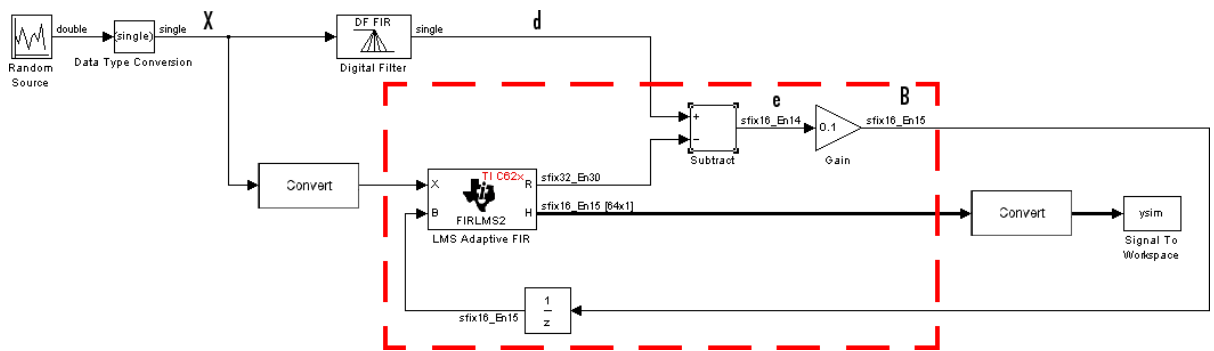 X
d
DF FIR
double
(single)
single
single
Random
Source
Data Type Conversion
Digital Filter
e
B
sfix16_En14
sfix16_En15
+
−
0.1
Subtract
Gain
Convert
TI C62x
X
R
sfix32_En30
B
H
sfix16_En15 [64x1]
FIRLMS2
LMS Adaptive FIR
Convert
ysim
Signal To
Workspace
1
z
sfix16_En15